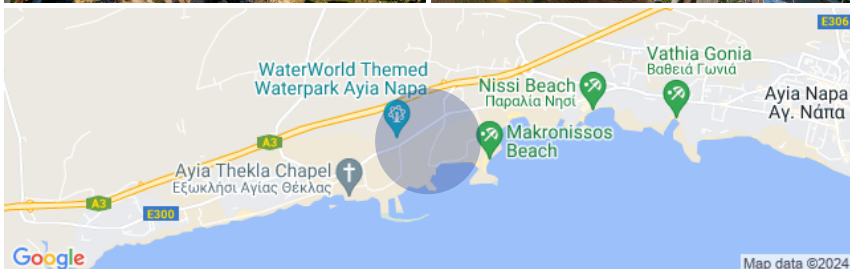 E306
Vathia Gonia
Βαθειά Γωνιά
WaterWorld Themed
Waterpark Ayia Napa
Nissi Beach
Παραλία Νησί
Ayia Napa
Αγ. Νάπα
Makronissos
Beach
A3
Ayia Thekla Chapel
Εξωκλήσι Αγίας Θέκλας
A3
E300
Google
Map data ©2024